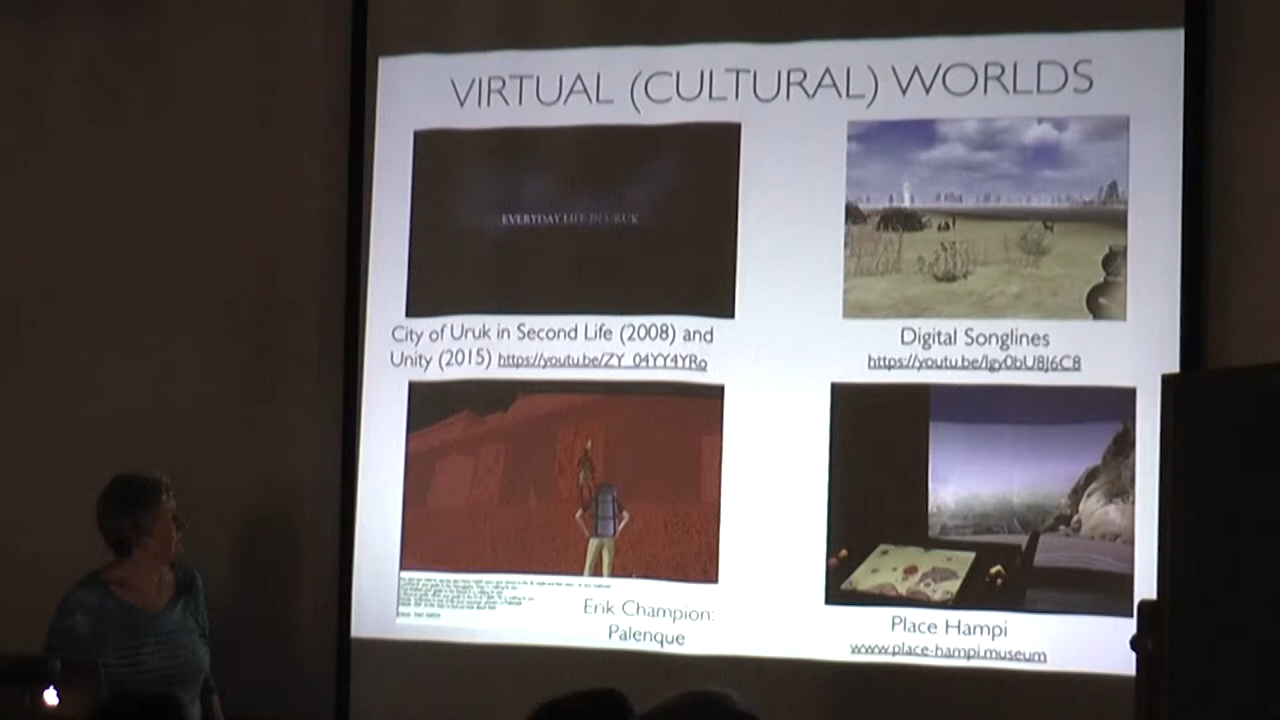 VIRTUAL (CULTURAL) WORLDS
EVERYDAY LIFE IN URUK
City of Uruk in Second Life (2008) and
Unity (2015) https://youtu.be/ZY_04YY4YRo
Digital Songlines
https://youtu.be/Igy0bU8J6C8
Erik Champion:
Palenque
Place Hampi
www.place-hampi.museum